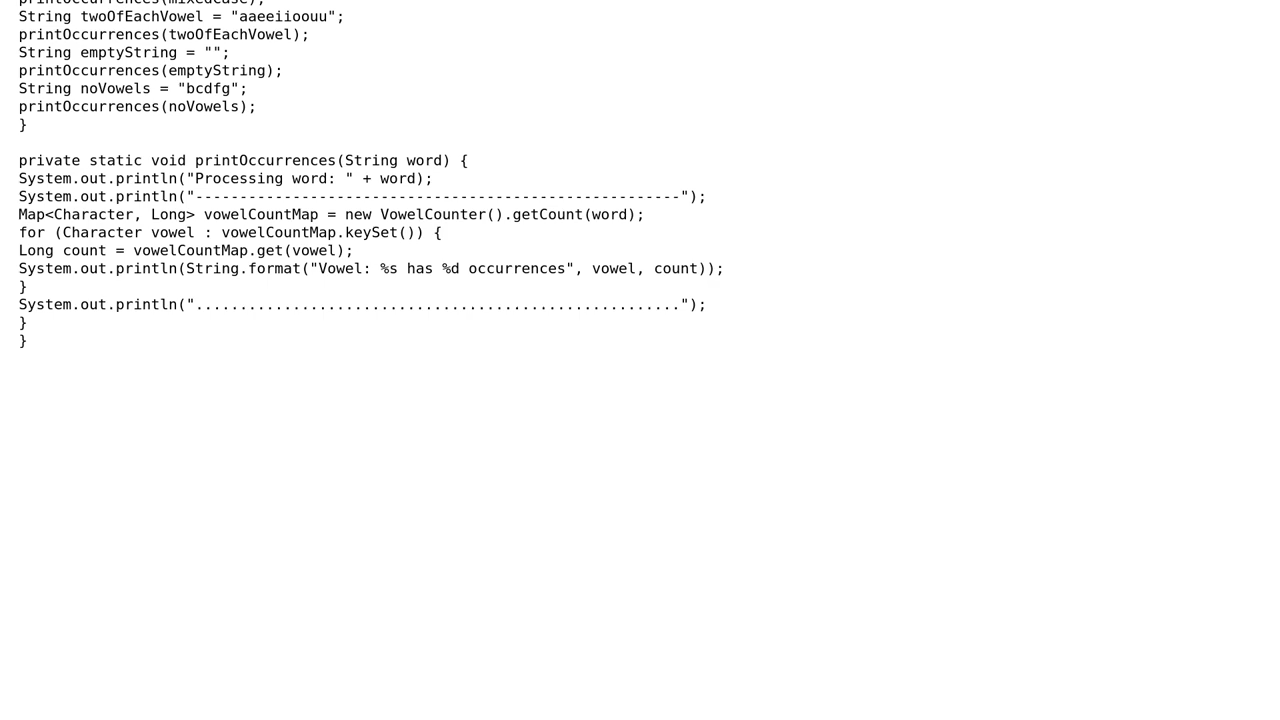 printOccurrences(mixedCase);
String twoOfEachVowel = "aaeeiioouu";
printOccurrences(twoOfEachVowel);
String emptyString = "";
printOccurrences(emptyString);
String noVowels = "bcdfg";
printOccurrences(noVowels);
}
private static void printOccurrences(String word) {
System.out.println("Processing word: " + word);
System.out.println("-------------------------------------------------------");
Map<Character, Long> vowelCountMap = new VowelCounter().getCount(word);
for (Character vowel : vowelCountMap.keySet()) {
Long count = vowelCountMap.get(vowel);
System.out.println(String.format("Vowel: %s has %d occurrences", vowel, count));
}
System.out.println(".......................................................");
}
}